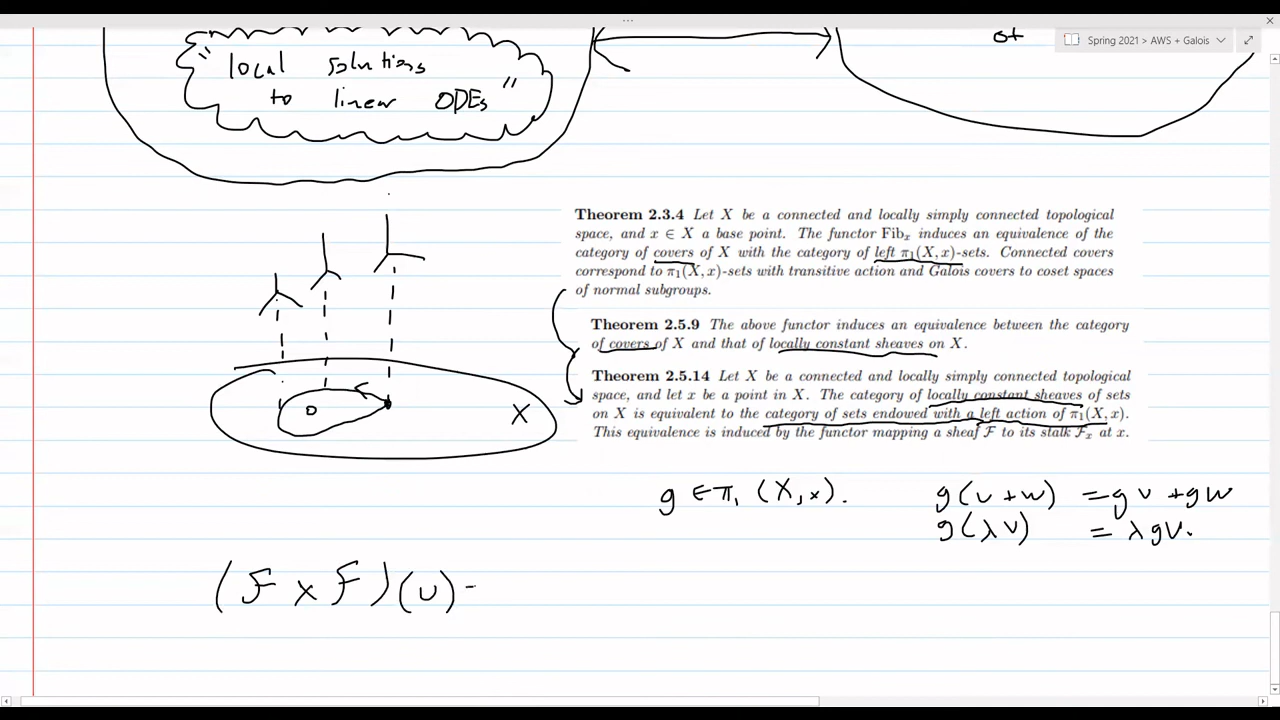 Spring 2021 > AWS + Galois
of
" local solutions
to linear ODEs "
Theorem 2.3.4 Let X be a connected and locally simply connected topological
space, and x ∈ X a base point. The functor Fibₓ induces an equivalence of the
category of covers of X with the category of left π₁(X, x)-sets. Connected covers
correspond to π₁(X, x)-sets with transitive action and Galois covers to coset spaces
of normal subgroups.
Theorem 2.5.9 The above functor induces an equivalence between the category
of covers of X and that of locally constant sheaves on X.
Theorem 2.5.14 Let X be a connected and locally simply connected topological
space, and let x be a point in X. The category of locally constant sheaves of sets
on X is equivalent to the category of sets endowed with a left action of π₁(X, x).
This equivalence is induced by the functor mapping a sheaf ℱ to its stalk ℱₓ at x.
X
g ∈ π₁ (X, x). g(v + w) = gv + gw
g(λv) = λgv.
(ℱ × ℱ)(U) -